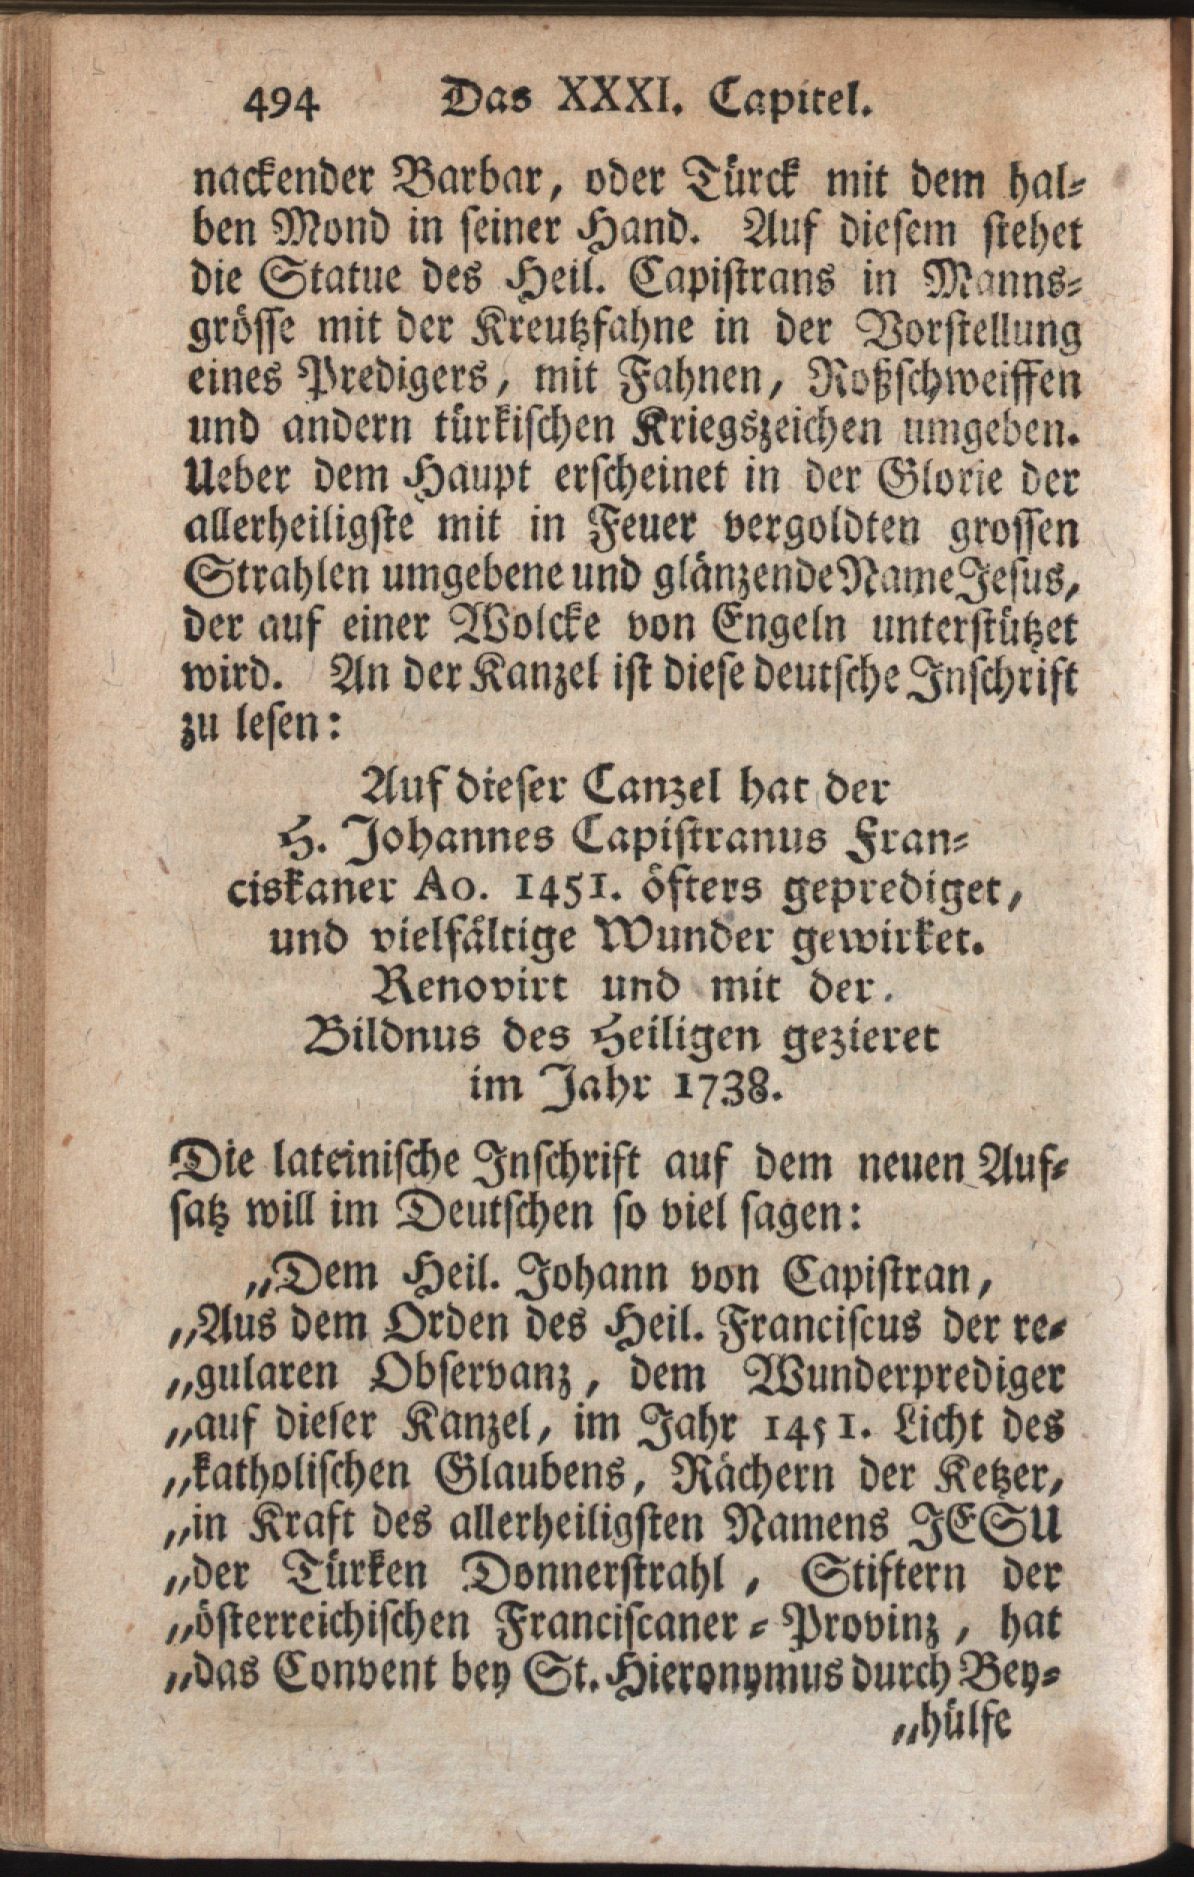 494 Das XXXI. Capitel.
nackender Barbar, oder Türck mit dem hal-
ben Mond in seiner Hand. Auf diesem stehet
die Statue des Heil. Capistrans in Manns-
grösse mit der Kreutzfahne in der Vorstellung
eines Predigers, mit Fahnen, Roßschweiffen
und andern türkischen Kriegszeichen umgeben.
Ueber dem Haupt erscheinet in der Glorie der
allerheiligste mit in Feuer vergoldten grossen
Strahlen umgebene und glänzende Name Jesus,
der auf einer Wolcke von Engeln unterstützet
wird. An der Kanzel ist diese deutsche Inschrift
zu lesen:
Auf dieser Canzel hat der
H. Johannes Capistranus Fran-
ciskaner Ao. 1451. öfters geprediget,
und vielfältige Wunder gewirket.
Renovirt und mit der.
Bildnus des Heiligen gezieret
im Jahr 1738.
Die lateinische Inschrift auf dem neuen Auf-
satz will im Deutschen so viel sagen:
„Dem Heil. Johann von Capistran,
„Aus dem Orden des Heil. Franciscus der re-
„gularen Observanz, dem Wunderprediger
„auf dieser Kanzel, im Jahr 1451. Licht des
„katholischen Glaubens, Rächern der Ketzer,
„in Kraft des allerheiligsten Namens JESU
„der Türken Donnerstrahl, Stiftern der
„österreichischen Franciscaner-Provinz, hat
„das Convent bey St. Hieronymus durch Bey-
„hülfe